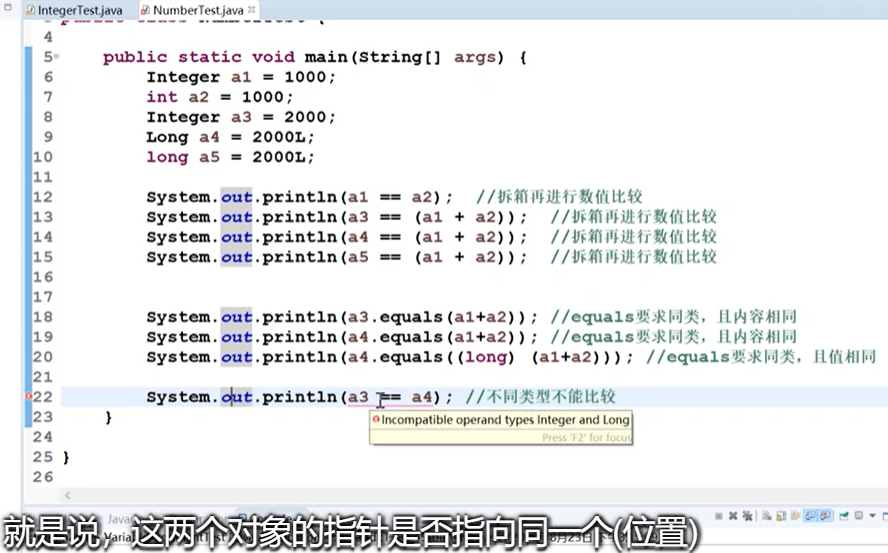 IntegerTest.java NumberTest.java
4
5 public static void main(String[] args) {
6 Integer a1 = 1000;
7 int a2 = 1000;
8 Integer a3 = 2000;
9 Long a4 = 2000L;
10 long a5 = 2000L;
11
12 System.out.println(a1 == a2); //拆箱再进行数值比较
13 System.out.println(a3 == (a1 + a2)); //拆箱再进行数值比较
14 System.out.println(a4 == (a1 + a2)); //拆箱再进行数值比较
15 System.out.println(a5 == (a1 + a2)); //拆箱再进行数值比较
16
17
18 System.out.println(a3.equals(a1+a2)); //equals要求同类，且内容相同
19 System.out.println(a4.equals(a1+a2)); //equals要求同类，且内容相同
20 System.out.println(a4.equals((long) (a1+a2))); //equals要求同类，且值相同
21
22 System.out.println(a3 == a4); //不同类型不能比较
23 }
Incompatible operand types Integer and Long
Press 'F2' for focus
24
25 }
26
就是说，这两个对象的指针是否指向同一个(位置)